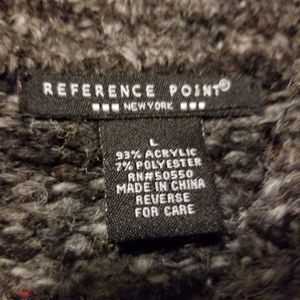 REFERENCE POINT®
NEW YORK
L
93% ACRYLIC
7% POLYESTER
RN#50550
MADE IN CHINA
REVERSE
FOR CARE